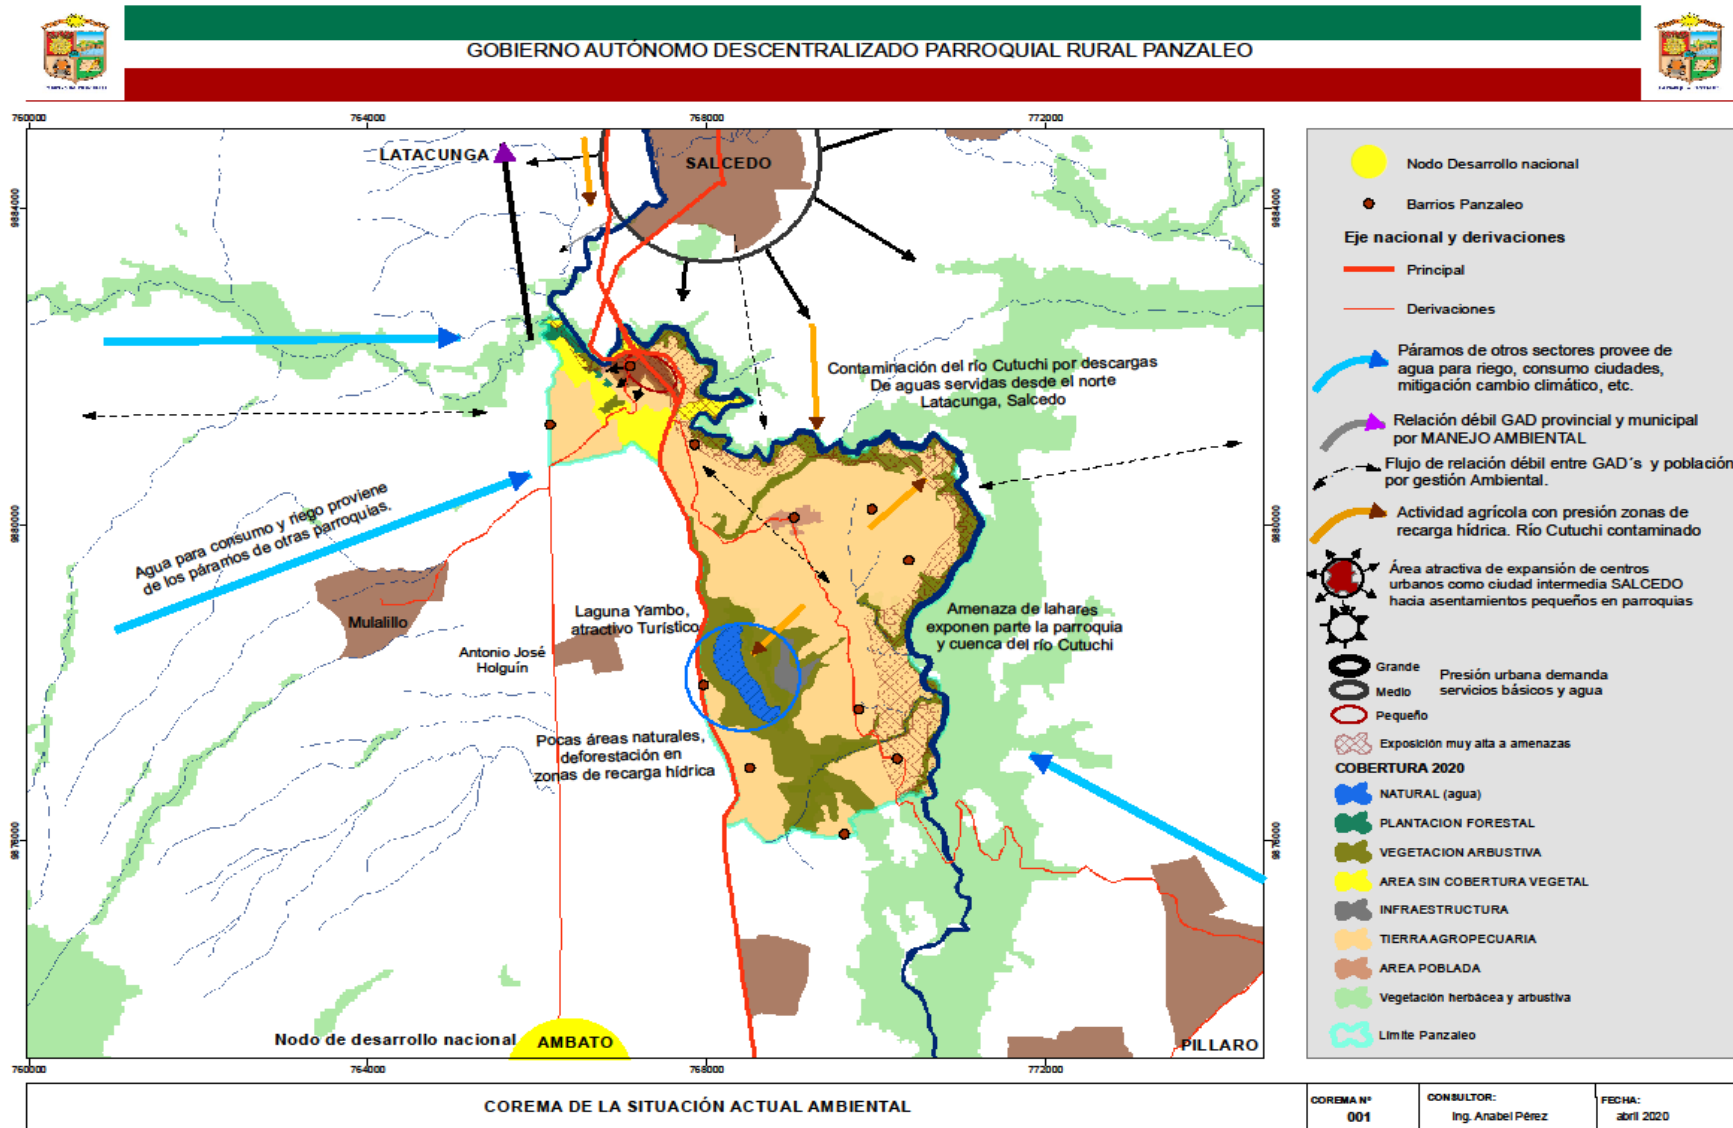 GOBIERNO AUTÓNOMO DESCENTRALIZADO PARROQUIAL RURAL PANZALEO
760000
764000
768000
772000
9884000
9880000
9876000
LATACUNGA
SALCEDO
Contaminación del río Cutuchi por descargas
De aguas servidas desde el norte
Latacunga, Salcedo
Agua para consumo y riego proviene
de los páramos de otras parroquias.
Mulalillo
Antonio José
Holguín
Laguna Yambo,
atractivo Turístico
Amenaza de lahares
exponen parte la parroquia
y cuenca del río Cutuchi
Pocas áreas naturales,
deforestación en
zonas de recarga hídrica
Nodo de desarrollo nacional
AMBATO
PILLARO
9884000
9880000
9876000
760000
764000
768000
772000
Nodo Desarrollo nacional
Barrios Panzaleo
Eje nacional y derivaciones
Principal
Derivaciones
Páramos de otros sectores provee de
agua para riego, consumo ciudades,
mitigación cambio climático, etc.
Relación débil GAD provincial y municipal
por MANEJO AMBIENTAL
Flujo de relación débil entre GAD´s y población
por gestión Ambiental.
Actividad agrícola con presión zonas de
recarga hídrica. Río Cutuchi contaminado
Área atractiva de expansión de centros
urbanos como ciudad intermedia SALCEDO
hacia asentamientos pequeños en parroquias
Grande
Medio
Pequeño
Presión urbana demanda
servicios básicos y agua
Exposición muy alta a amenazas
COBERTURA 2020
NATURAL (agua)
PLANTACION FORESTAL
VEGETACION ARBUSTIVA
AREA SIN COBERTURA VEGETAL
INFRAESTRUCTURA
TIERRA AGROPECUARIA
AREA POBLADA
Vegetación herbácea y arbustiva
Límite Panzaleo
COREMA DE LA SITUACIÓN ACTUAL AMBIENTAL
COREMA Nº
001
CONSULTOR:
Ing. Anabel Pérez
FECHA:
abril 2020